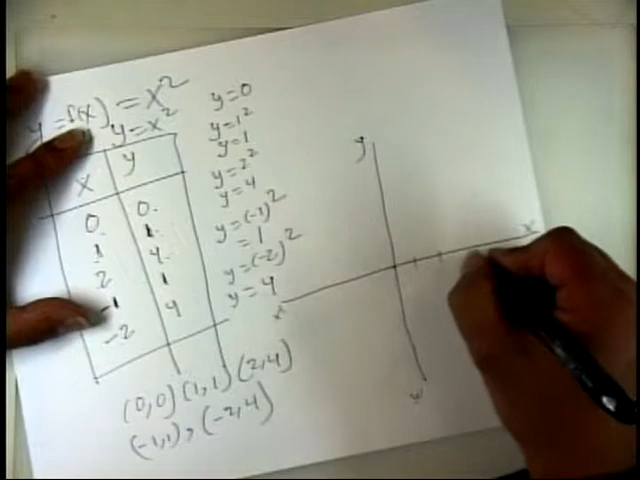 y = f(x) = x²
y = x²
x y
0 0
1 1
2 4
-1 1
-2 4
y = 0
y = 1²
y = 1
y = 2²
y = 4
y = (-1)²
= 1
y = (-2)²
y = 4
(0,0) (1,1) (2,4)
(-1,1), (-2,4)
y
x
x'